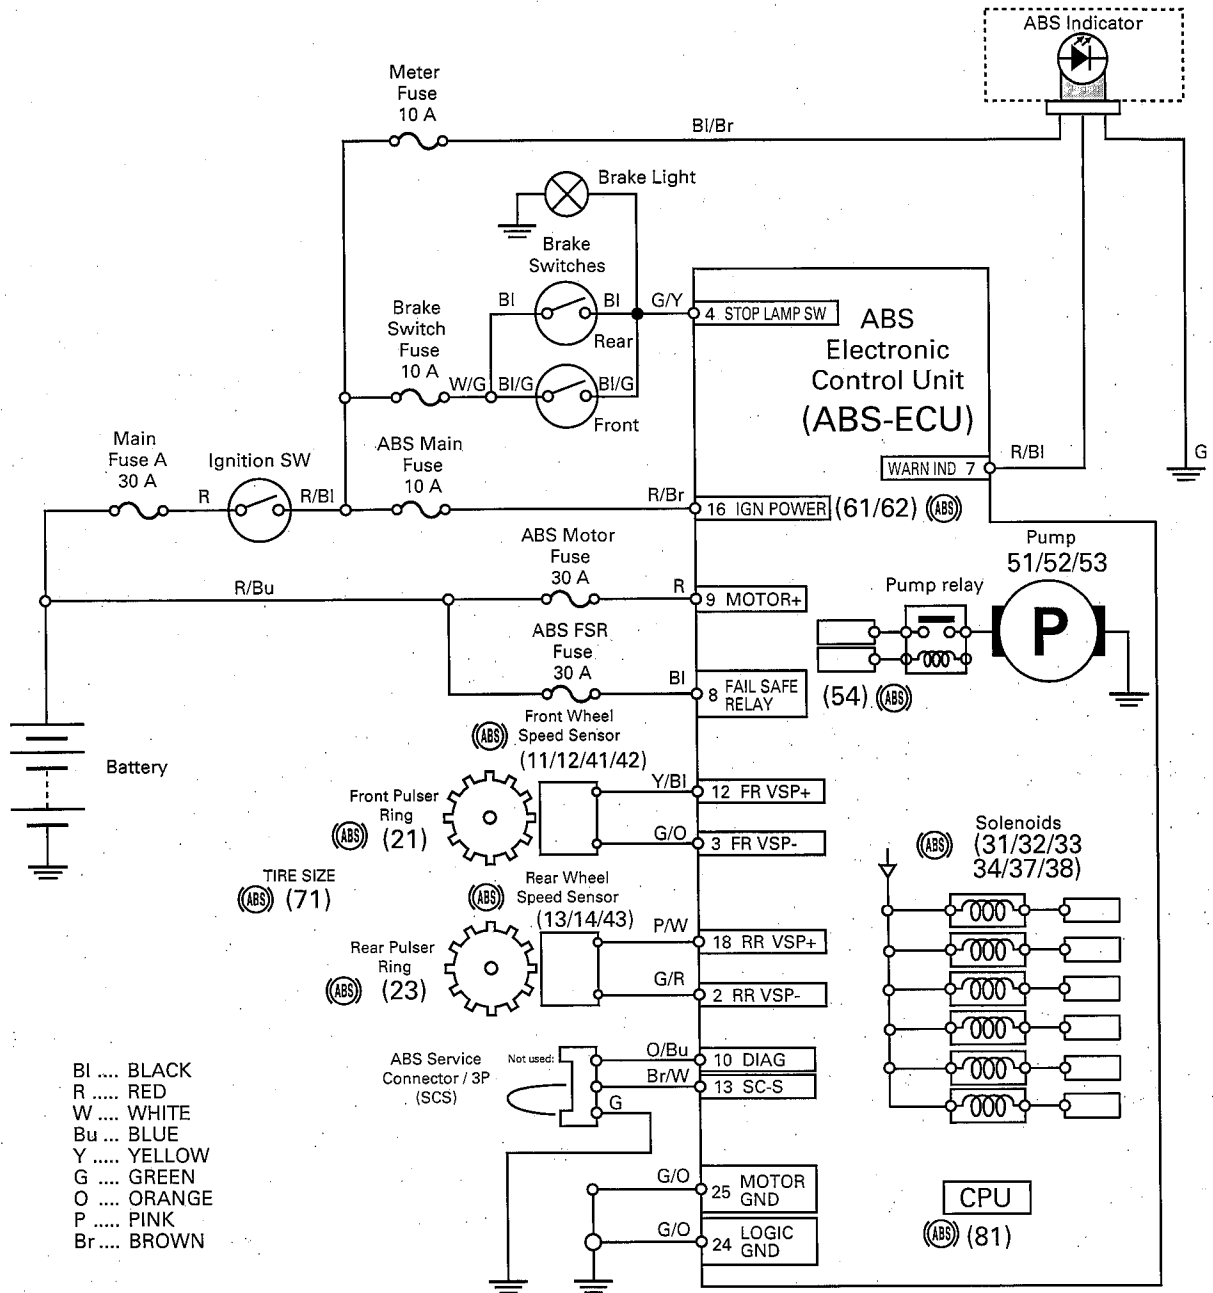 ABS Indicator
Meter
Fuse
10 A
Bl/Br
Brake Light
Brake
Switches
Bl
Bl
G/Y
4 STOP LAMP SW
Rear
Brake
Switch
Fuse
10 A
W/G
Bl/G
Bl/G
Front
ABS
Electronic
Control Unit
(ABS-ECU)
WARN IND 7
R/Bl
G
Main
Fuse A
30 A
R
Ignition SW
R/Bl
ABS Main
Fuse
10 A
R/Br
16 IGN POWER
(61/62) (ABS)
ABS Motor
Fuse
30 A
R/Bu
R
9 MOTOR+
Pump
51/52/53
Pump relay
P
(54) (ABS)
ABS FSR
Fuse
30 A
Bl
8 FAIL SAFE
RELAY
Battery
(ABS)
Front Wheel
Speed Sensor
(11/12/41/42)
Y/Bl
12 FR VSP+
Front Pulser
Ring
(ABS) (21)
G/O
3 FR VSP-
TIRE SIZE
(ABS) (71)
(ABS)
Rear Wheel
Speed Sensor
(13/14/43)
P/W
18 RR VSP+
Rear Pulser
Ring
(ABS) (23)
G/R
2 RR VSP-
(ABS)
Solenoids
(31/32/33
34/37/38)
ABS Service
Connector / 3P
(SCS)
Not used:
O/Bu
10 DIAG
Br/W
13 SC-S
G
G/O
25 MOTOR
GND
G/O
24 LOGIC
GND
CPU
(ABS) (81)
Bl .... BLACK
R ..... RED
W .... WHITE
Bu ... BLUE
Y ..... YELLOW
G .... GREEN
O .... ORANGE
P ..... PINK
Br .... BROWN